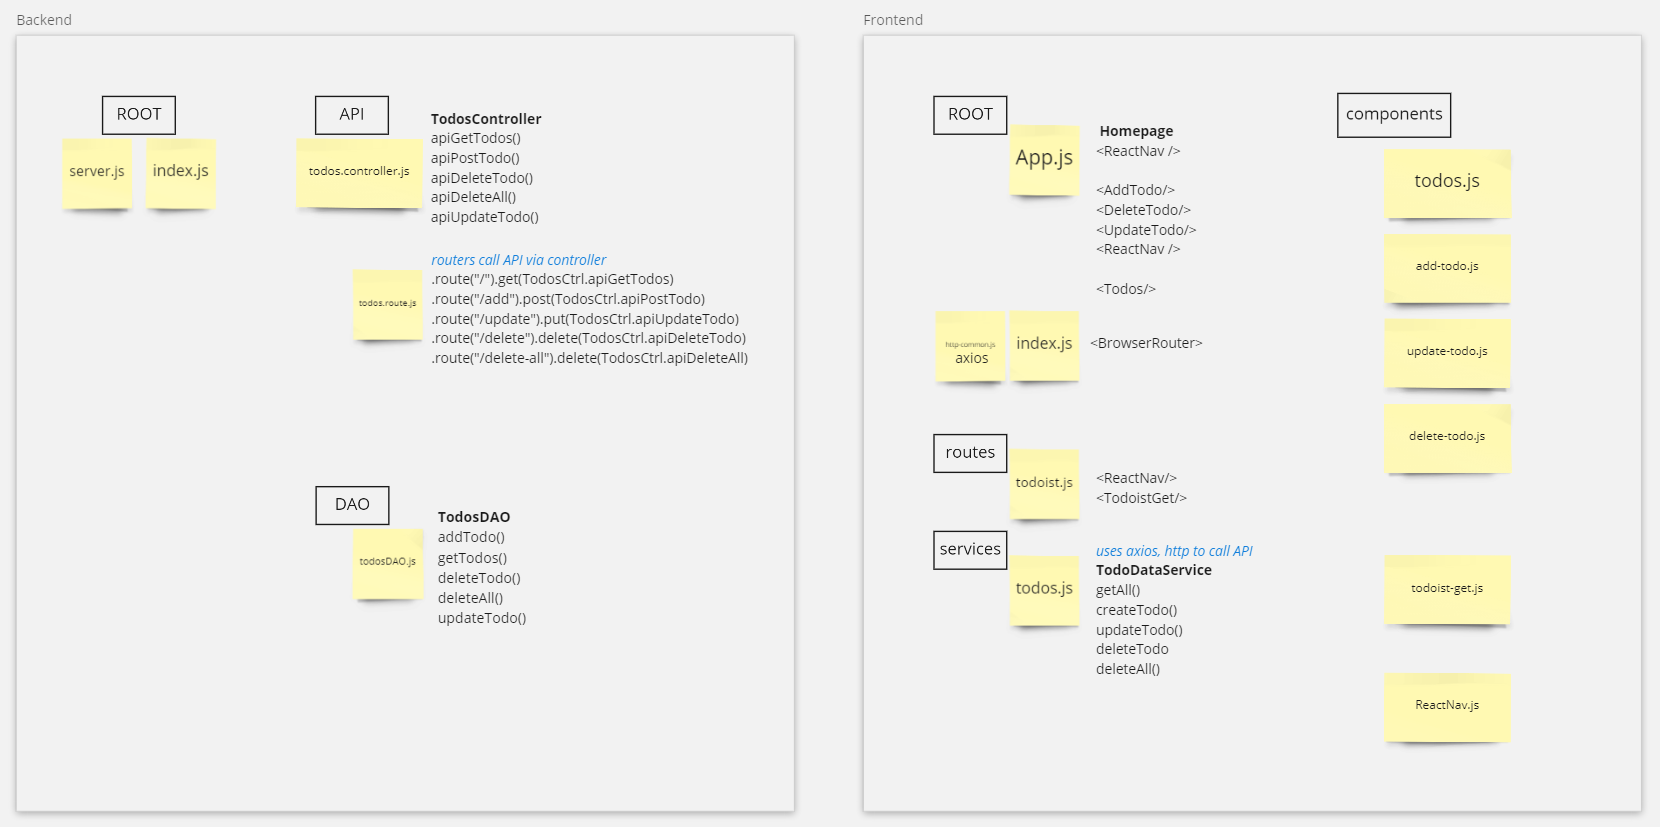 Backend
ROOT
server.js
index.js
API
todos.controller.js
TodosController
apiGetTodos()
apiPostTodo()
apiDeleteTodo()
apiDeleteAll()
apiUpdateTodo()
todos.route.js
routers call API via controller
.route("/").get(TodosCtrl.apiGetTodos)
.route("/add").post(TodosCtrl.apiPostTodo)
.route("/update").put(TodosCtrl.apiUpdateTodo)
.route("/delete").delete(TodosCtrl.apiDeleteTodo)
.route("/delete-all").delete(TodosCtrl.apiDeleteAll)
DAO
todosDAO.js
TodosDAO
addTodo()
getTodos()
deleteTodo()
deleteAll()
updateTodo()
Frontend
ROOT
App.js
Homepage
<ReactNav />
<AddTodo/>
<DeleteTodo/>
<UpdateTodo/>
<ReactNav />
<Todos/>
http-common.js
axios
index.js
<BrowserRouter>
routes
todoist.js
<ReactNav/>
<TodoistGet/>
services
todos.js
uses axios, http to call API
TodoDataService
getAll()
createTodo()
updateTodo()
deleteTodo
deleteAll()
components
todos.js
add-todo.js
update-todo.js
delete-todo.js
todoist-get.js
ReactNav.js